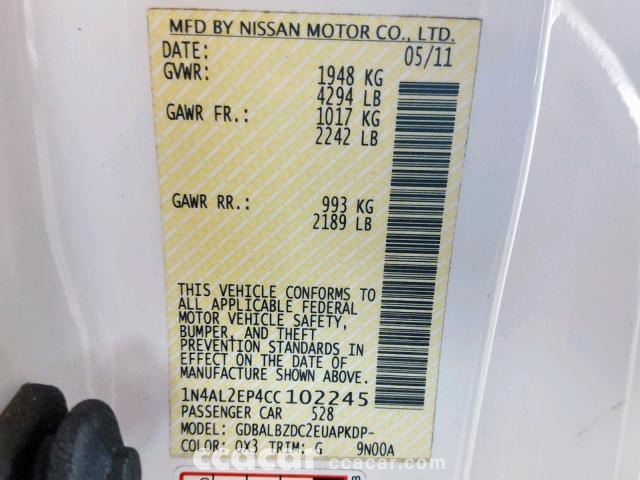 MFD BY NISSAN MOTOR CO., LTD.
DATE: 05/11
GVWR: 1948 KG
4294 LB
GAWR FR.: 1017 KG
2242 LB
GAWR RR.: 993 KG
2189 LB
THIS VEHICLE CONFORMS TO
ALL APPLICABLE FEDERAL
MOTOR VEHICLE SAFETY,
BUMPER, AND THEFT
PREVENTION STANDARDS IN
EFFECT ON THE DATE OF
MANUFACTURE SHOWN ABOVE.
1N4AL2EP4CC102245
PASSENGER CAR 528
MODEL: GDBALBZDC2EUAPKDP-
COLOR: QX3 TRIM: G 9N00A
ccacar.com